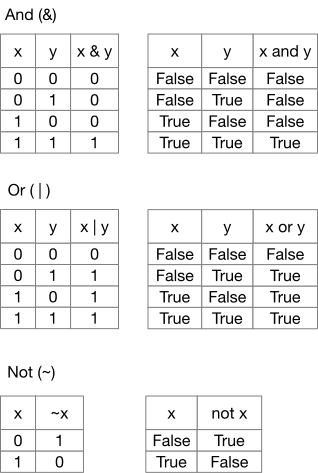 And (&)
x y x & y x y x and y
0 0 0 False False False
0 1 0 False True False
1 0 0 True False False
1 1 1 True True True
Or ( | )
x y x | y x y x or y
0 0 0 False False False
0 1 1 False True True
1 0 1 True False True
1 1 1 True True True
Not (~)
x ~x x not x
0 1 False True
1 0 True False